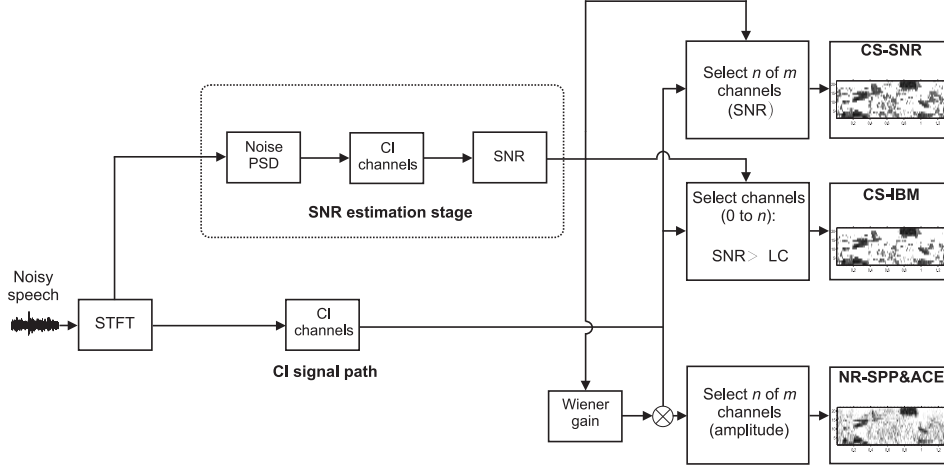 CS-SNR
Select n of m
channels
(SNR)
Noise
PSD
CI
channels
SNR
SNR estimation stage
CS-IBM
Select channels
(0 to n):
SNR> LC
Noisy
speech
STFT
CI
channels
CI signal path
NR-SPP&ACE
Wiener
gain
Select n of m
channels
(amplitude)